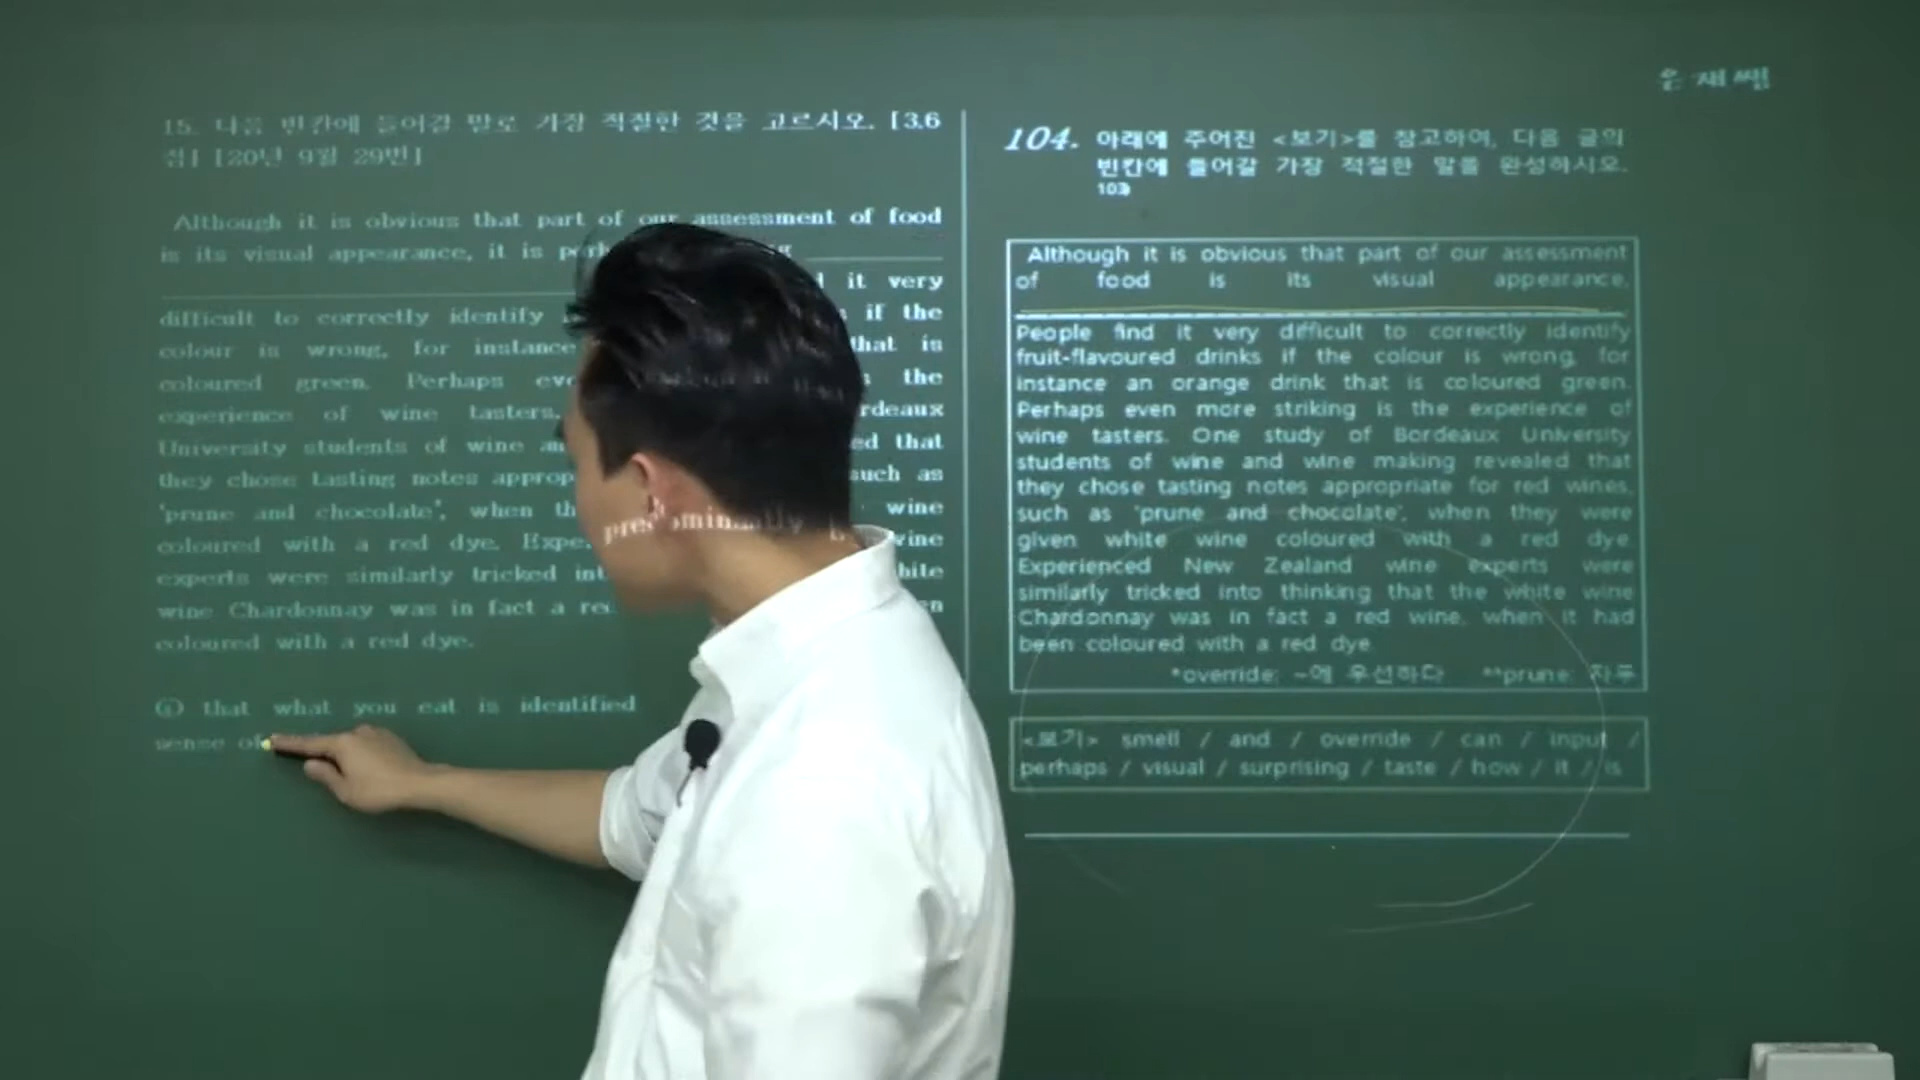 은재쌤
15. 다음 빈칸에 들어갈 말로 가장 적절한 것을 고르시오. [3.6
점] [20년 9월 29번]
Although it is obvious that part of our assessment of food
is its visual appearance, it is
it very
difficult to correctly identify if the
colour is wrong, for instance that is
coloured green. Perhaps the
experience of wine tasters.
University students of wine that
they chose tasting notes such as
'prune and chocolate', when wine
coloured with a red dye.
experts were similarly tricked
wine Chardonnay was in fact a
coloured with a red dye.
that what you eat is identified predominantly
sense of
104. 아래에 주어진 <보기>를 참고하여, 다음 글의
빈칸에 들어갈 가장 적절한 말을 완성하시오.
103)
Although it is obvious that part of our assessment
of food is its visual appearance,
People find it very difficult to correctly identify
fruit-flavoured drinks if the colour is wrong, for
instance an orange drink that is coloured green.
Perhaps even more striking is the experience of
wine tasters. One study of Bordeaux University
students of wine and wine making revealed that
they chose tasting notes appropriate for red wines,
such as 'prune and chocolate', when they were
given white wine coloured with a red dye.
Experienced New Zealand wine experts were
similarly tricked into thinking that the white wine
Chardonnay was in fact a red wine, when it had
been coloured with a red dye.
*override: ~에 우선하다 **prune: 자두
<보기> smell / and / override / can / input /
perhaps / visual / surprising / taste / how / it / is